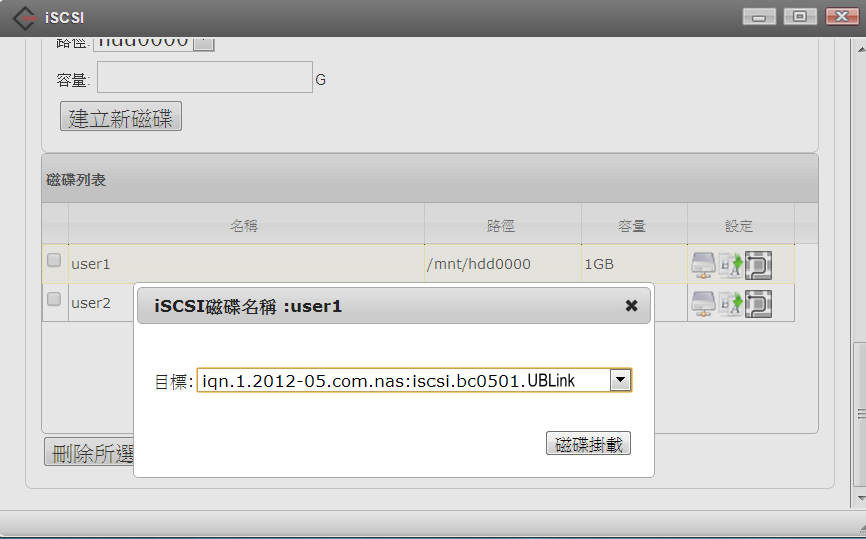 iSCSI
路徑: hdd0000
容量: G
建立新磁碟
磁碟列表
名稱 路徑 容量 設定
user1 /mnt/hdd0000 1GB
user2
iSCSI磁碟名稱 :user1
目標: iqn.1.2012-05.com.nas:iscsi.bc0501.UBLink
磁碟掛載
刪除所選